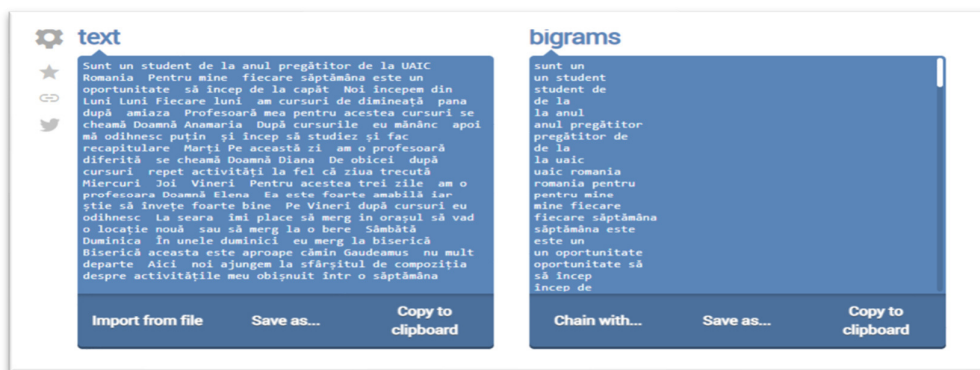 text
Sunt un student de la anul pregătitor de la UAIC
Romania Pentru mine fiecare săptămâna este un
oportunitate să încep de la capăt Noi începem din
Luni Luni Fiecare luni am cursuri de dimineață pana
după amiaza Profesoară mea pentru acestea cursuri se
cheamă Doamnă Anamaria După cursurile eu mănânc apoi
mă odihnesc puțin și încep să studiez și fac
recapitulare Marți Pe această zi am o profesoară
diferită se cheamă Doamnă Diana De obicei după
cursuri repet activități la fel că ziua trecută
Miercuri Joi Vineri Pentru acestea trei zile am o
profesoara Doamnă Elena Ea este foarte amabilă iar
știe să învețe foarte bine Pe Vineri după cursuri eu
odihnesc La seara îmi place să merg in orașul să vad
o locație nouă sau să merg la o bere Sâmbătă
Duminica În unele duminici eu merg la biserică
Biserică aceasta este aproape cămin Gaudeamus nu mult
departe Aici noi ajungem la sfârșitul de compoziția
despre activitățile meu obișnuit într o săptămâna
Import from file
Save as...
Copy to
clipboard
bigrams
sunt un
un student
student de
de la
la anul
anul pregătitor
pregătitor de
de la
la uaic
uaic romania
romania pentru
pentru mine
mine fiecare
fiecare săptămâna
săptămâna este
este un
un oportunitate
oportunitate să
să încep
încep de
Chain with...
Save as...
Copy to
clipboard